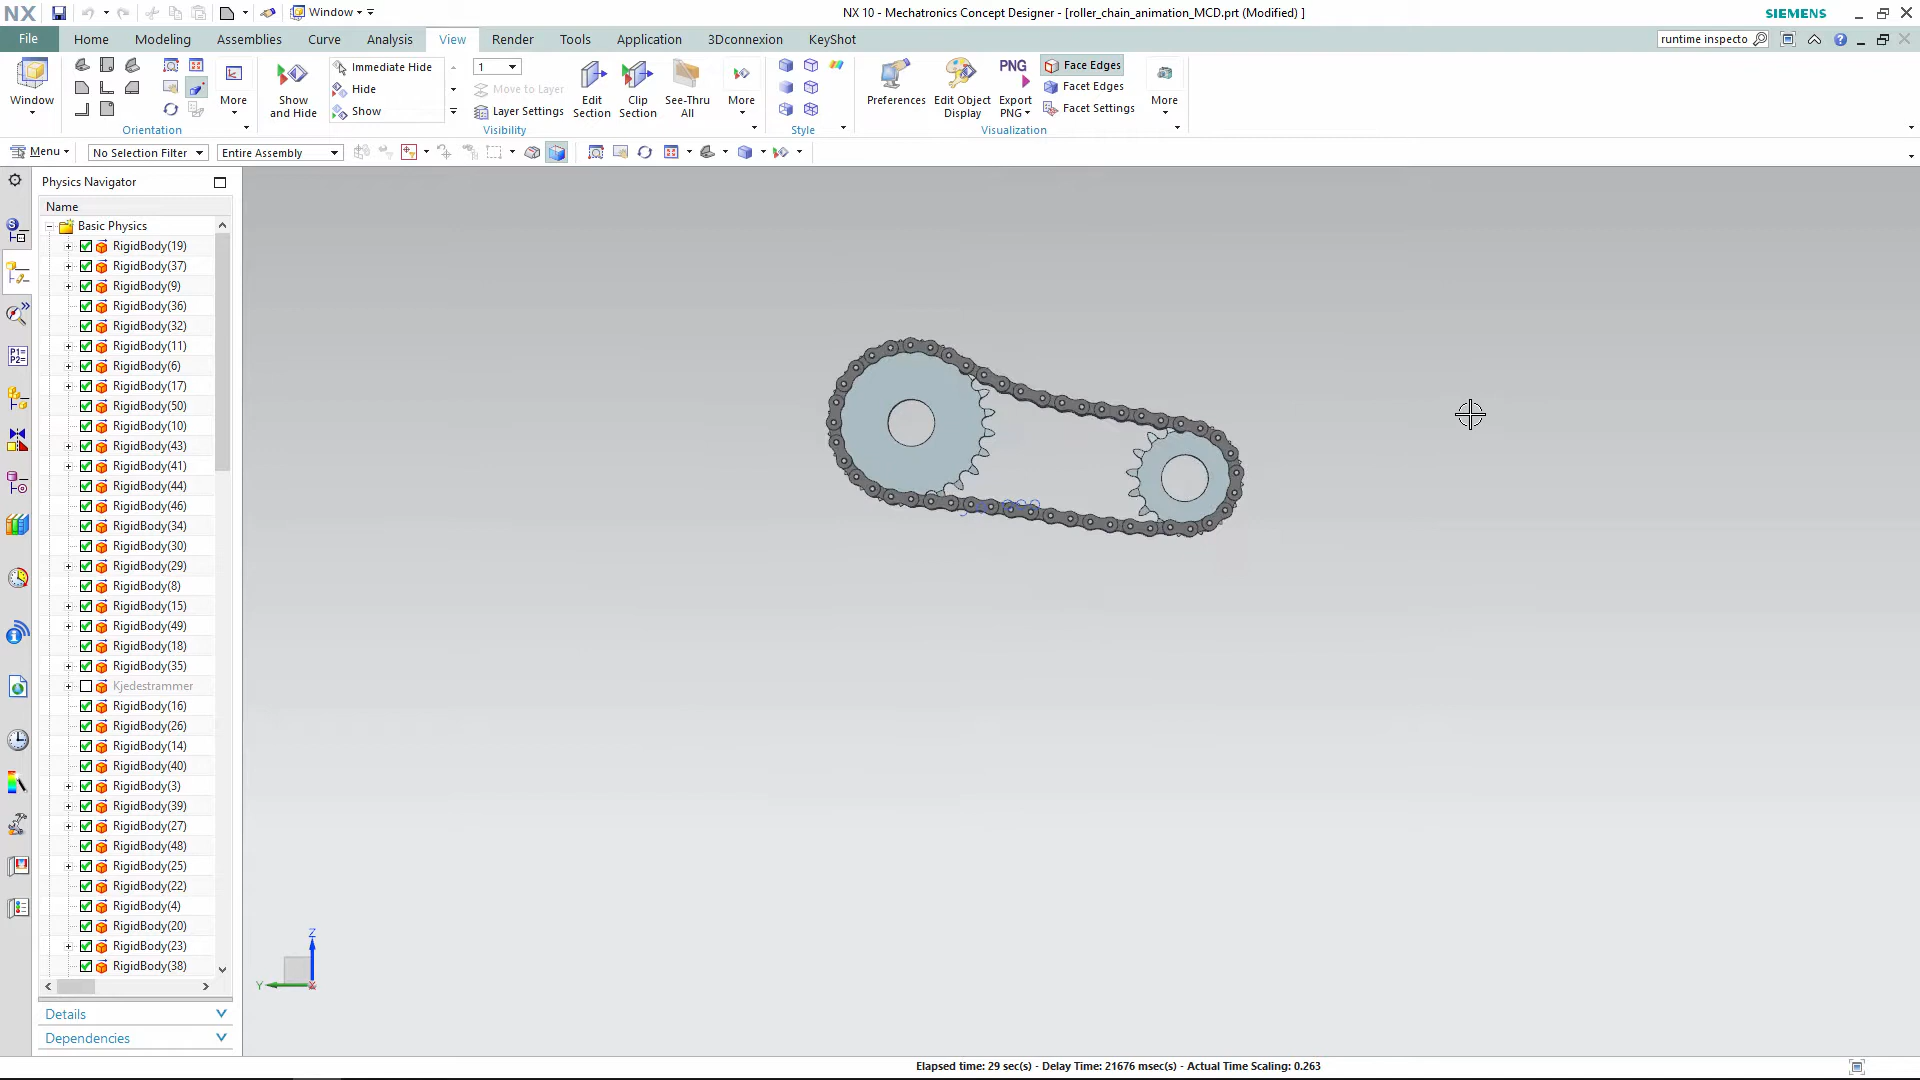 NX
Window
NX 10 - Mechatronics Concept Designer - [roller_chain_animation_MCD.prt (Modified) ]
SIEMENS
File
Home
Modeling
Assemblies
Curve
Analysis
View
Render
Tools
Application
3Dconnexion
KeyShot
runtime inspecto
Window
More
Orientation
Show and Hide
Immediate Hide
Hide
Show
1
Move to Layer
Layer Settings
Edit Section
Clip Section
See-Thru All
More
Visibility
Style
Preferences
Edit Object Display
PNG
Export PNG
Face Edges
Facet Edges
Facet Settings
More
Visualization
Menu
No Selection Filter
Entire Assembly
Physics Navigator
Name
Basic Physics
RigidBody(19)
RigidBody(37)
RigidBody(9)
RigidBody(36)
RigidBody(32)
RigidBody(11)
RigidBody(6)
RigidBody(17)
RigidBody(50)
RigidBody(10)
RigidBody(43)
RigidBody(41)
RigidBody(44)
RigidBody(46)
RigidBody(34)
RigidBody(30)
RigidBody(29)
RigidBody(8)
RigidBody(15)
RigidBody(49)
RigidBody(18)
RigidBody(35)
Kjedestrammer
RigidBody(16)
RigidBody(26)
RigidBody(14)
RigidBody(40)
RigidBody(3)
RigidBody(39)
RigidBody(27)
RigidBody(48)
RigidBody(25)
RigidBody(22)
RigidBody(4)
RigidBody(20)
RigidBody(23)
RigidBody(38)
Details
Dependencies
Z
Y
Elapsed time: 29 sec(s) - Delay Time: 21676 msec(s) - Actual Time Scaling: 0.263